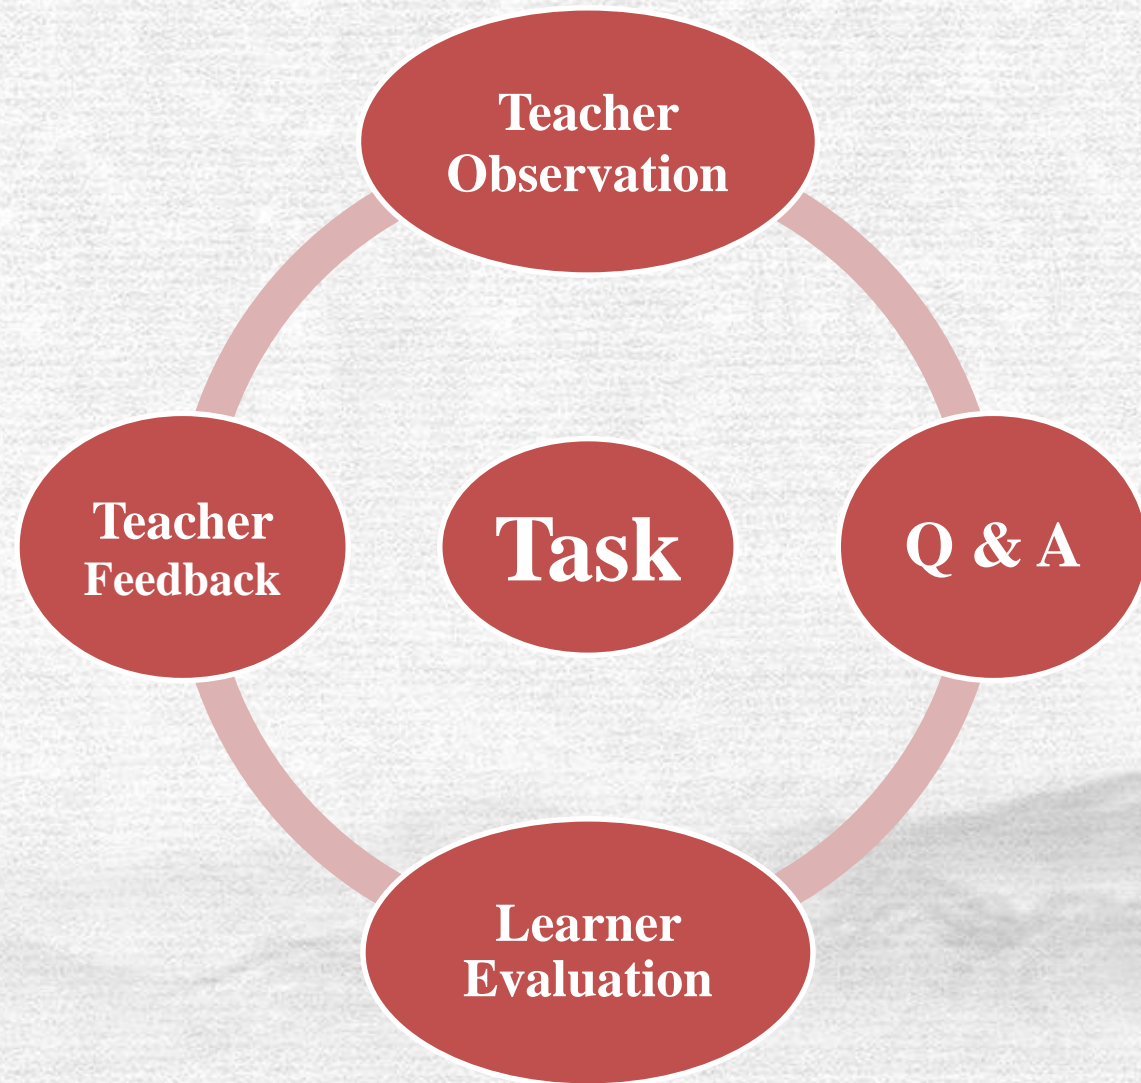 Teacher
Observation
Teacher
Feedback
Task
Q & A
Learner
Evaluation